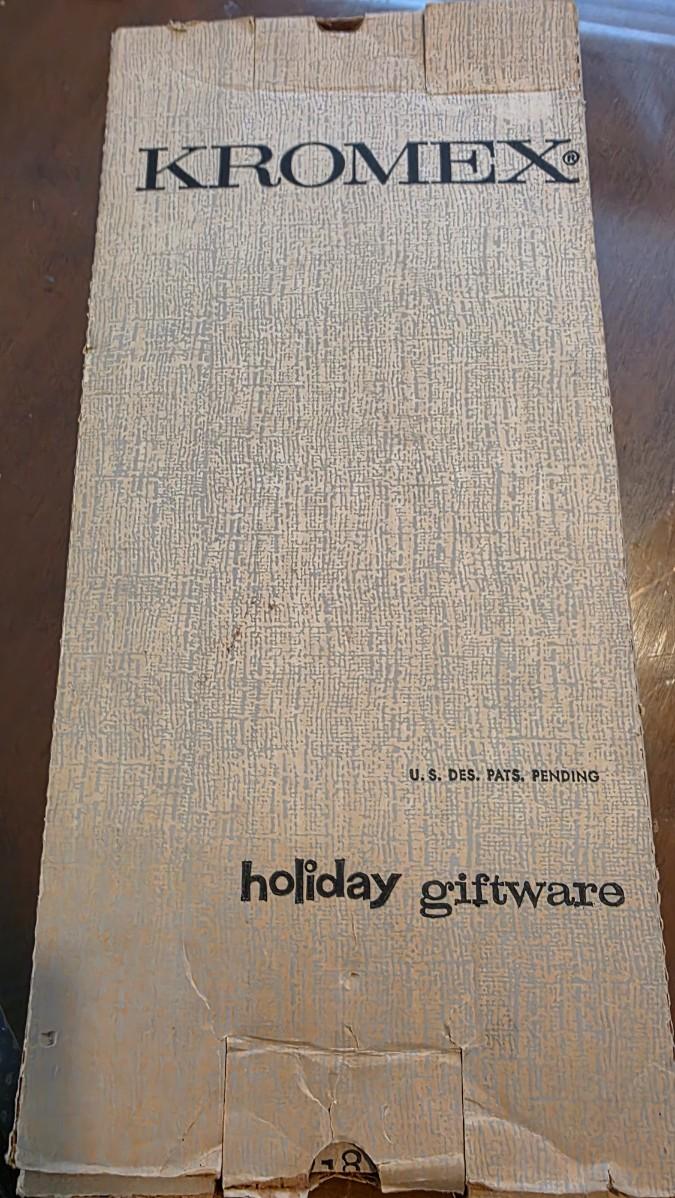 KROMEX®
U. S. DES. PATS. PENDING
holiday giftware